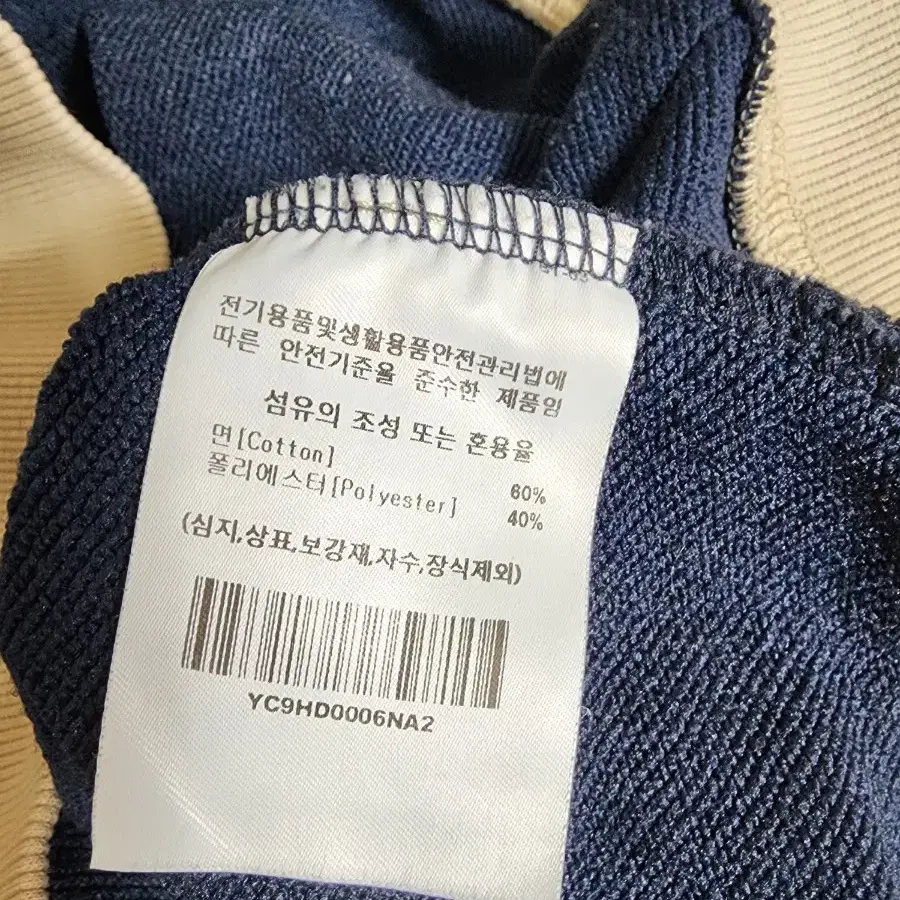 전기용품및생활용품안전관리법에
따른 안전기준을 준수한 제품임
섬유의 조성 또는 혼용율
면[Cotton] 60%
폴리에스터[Polyester] 40%
(심지,상표,보강재,자수,장식제외)
YC9HD0006NA2